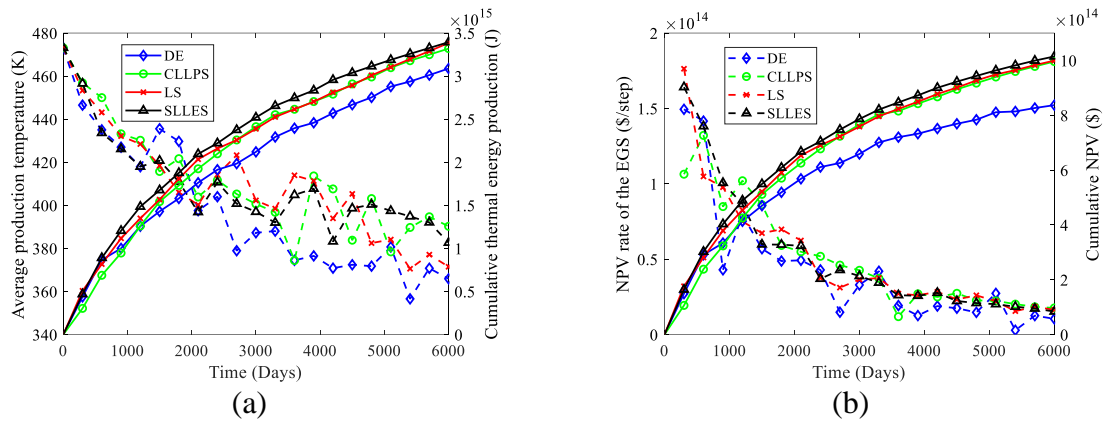 ×10^15
480
460
440
420
400
380
360
340
3.5
3
2.5
2
1.5
1
0.5
0
DE
CLLPS
LS
SLLES
Average production temperature (K)
Cumulative thermal energy production (J)
0 1000 2000 3000 4000 5000 6000
Time (Days)
(a)
×10^14
×10^14
2
1.5
1
0.5
0
10
8
6
4
2
0
DE
CLLPS
LS
SLLES
NPV rate of the EGS ($/step)
Cumulative NPV ($)
0 1000 2000 3000 4000 5000 6000
Time (Days)
(b)